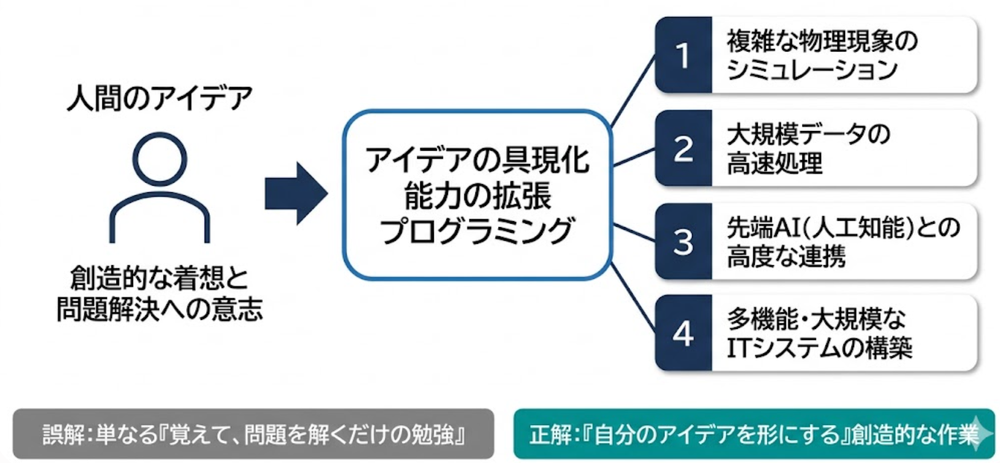 人間のアイデア
創造的な着想と
問題解決への意志
アイデアの具現化
能力の拡張
プログラミング
1
複雑な物理現象の
シミュレーション
2
大規模データの
高速処理
3
先端AI(人工知能)との
高度な連携
4
多機能・大規模な
ITシステムの構築
誤解：単なる『覚えて、問題を解くだけの勉強』
正解：『自分のアイデアを形にする』創造的な作業